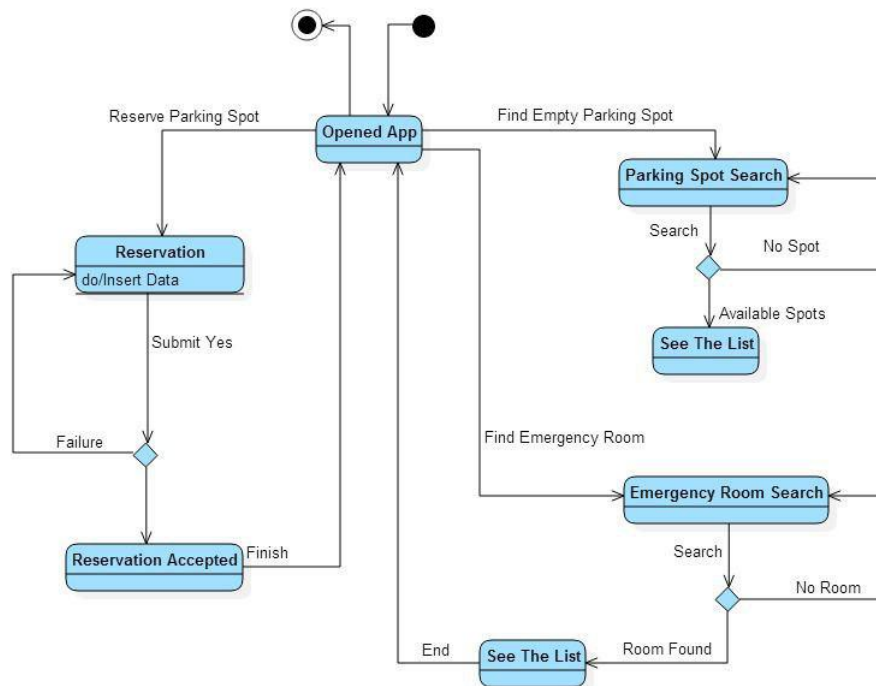 Reserve Parking Spot
Opened App
Find Empty Parking Spot
Parking Spot Search
Reservation
do/Insert Data
Search
No Spot
Submit Yes
Available Spots
See The List
Failure
Find Emergency Room
Emergency Room Search
Reservation Accepted
Finish
Search
No Room
End
See The List
Room Found